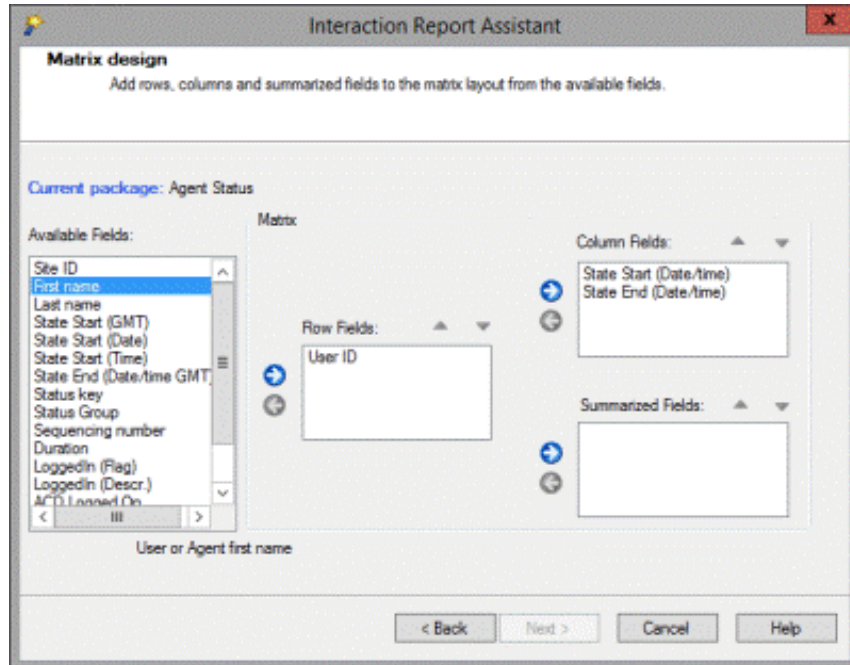 Interaction Report Assistant
x
Matrix design
Add rows, columns and summarized fields to the matrix layout from the available fields.
Current package: Agent Status
Available Fields:
Site ID
First name
Last name
State Start (GMT)
State Start (Date)
State Start (Time)
State End (Date/time GMT)
Status key
Status Group
Sequencing number
Duration
LoggedIn (Flag)
LoggedIn (Descr.)
ACD Logged On
Matrix
Row Fields:
User ID
Column Fields:
State Start (Date/time)
State End (Date/time)
Summarized Fields:
User or Agent first name
< Back
Next >
Cancel
Help